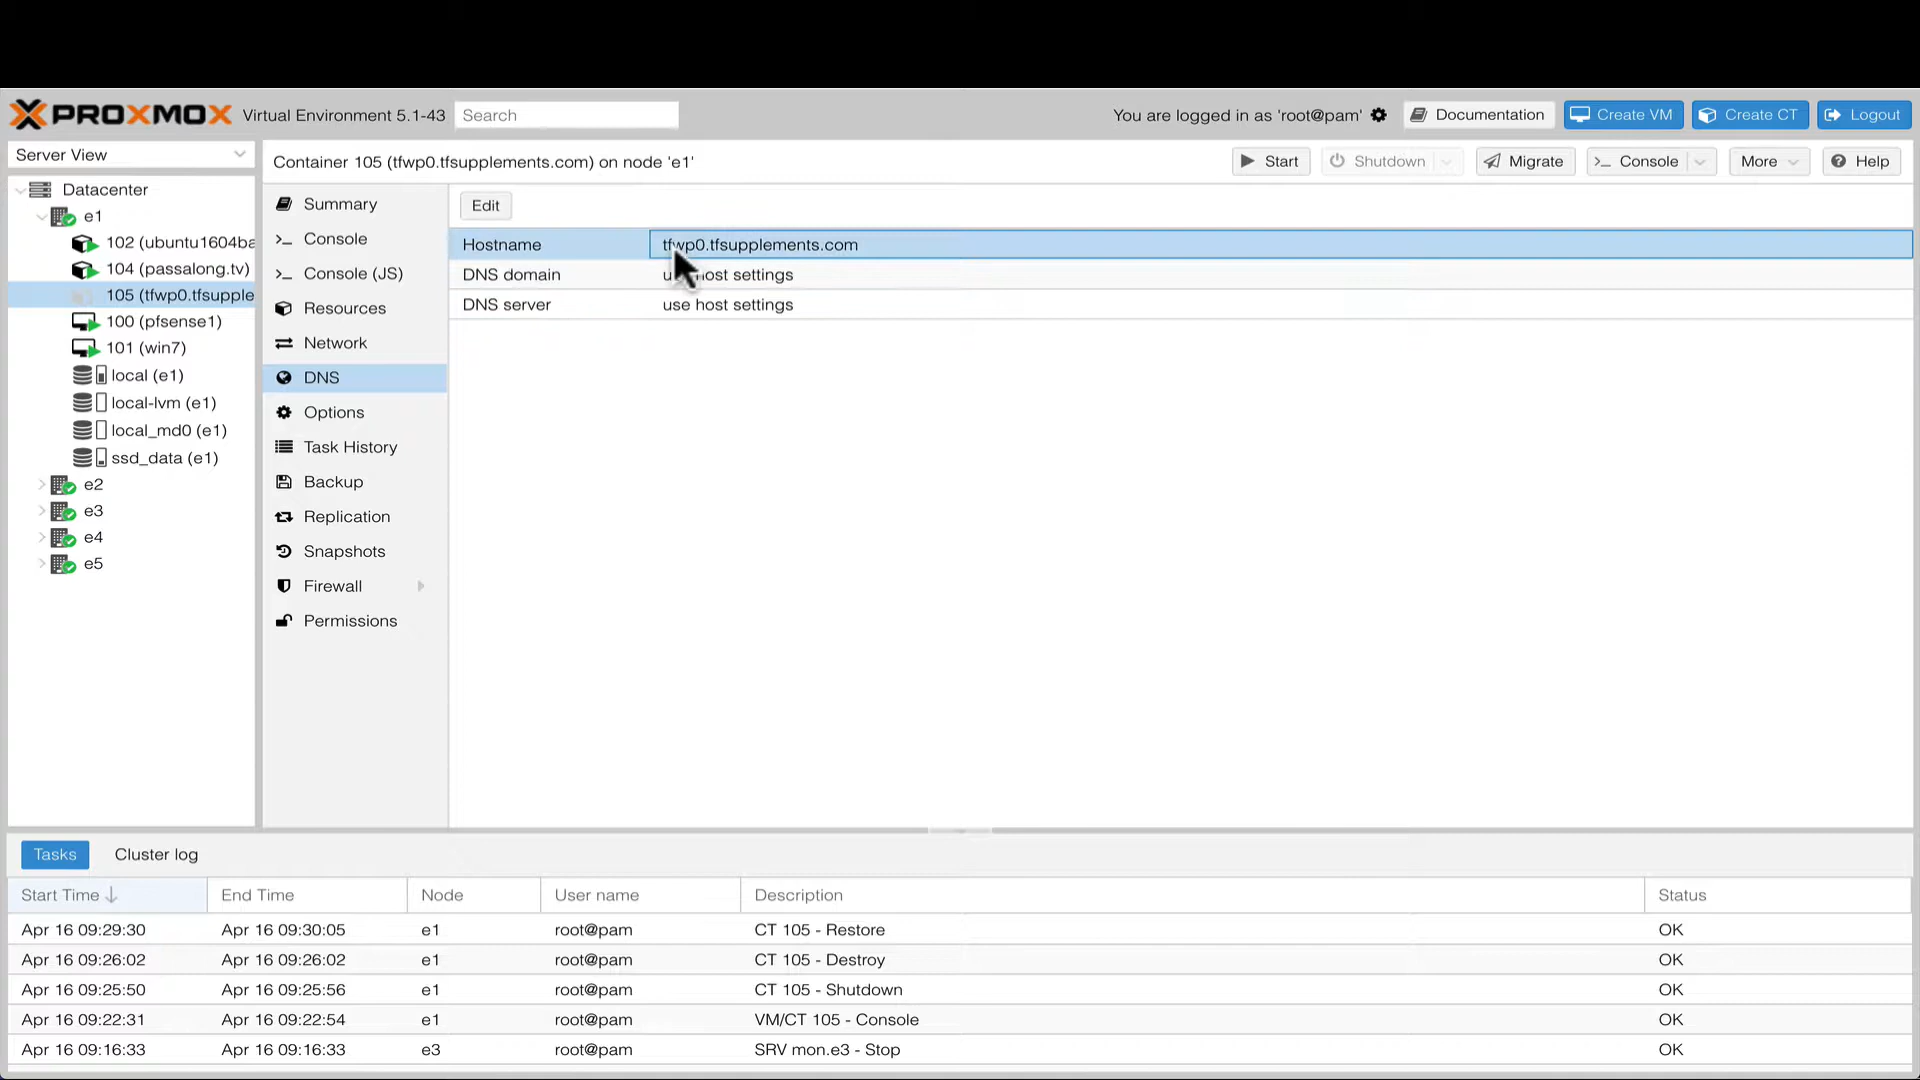 PROXMOX Virtual Environment 5.1-43 Search You are logged in as 'root@pam' Documentation Create VM Create CT Logout
Server View
Container 105 (tfwp0.tfsupplements.com) on node 'e1' Start Shutdown Migrate Console More Help
Datacenter
e1
102 (ubuntu1604ba
104 (passalong.tv)
105 (tfwp0.tfsupple
100 (pfsense1)
101 (win7)
local (e1)
local-lvm (e1)
local_md0 (e1)
ssd_data (e1)
e2
e3
e4
e5
Summary
Console
Console (JS)
Resources
Network
DNS
Options
Task History
Backup
Replication
Snapshots
Firewall
Permissions
Edit
Hostname tfwp0.tfsupplements.com
DNS domain host settings
DNS server use host settings
Tasks Cluster log
Start Time End Time Node User name Description Status
Apr 16 09:29:30 Apr 16 09:30:05 e1 root@pam CT 105 - Restore OK
Apr 16 09:26:02 Apr 16 09:26:02 e1 root@pam CT 105 - Destroy OK
Apr 16 09:25:50 Apr 16 09:25:56 e1 root@pam CT 105 - Shutdown OK
Apr 16 09:22:31 Apr 16 09:22:54 e1 root@pam VM/CT 105 - Console OK
Apr 16 09:16:33 Apr 16 09:16:33 e3 root@pam SRV mon.e3 - Stop OK